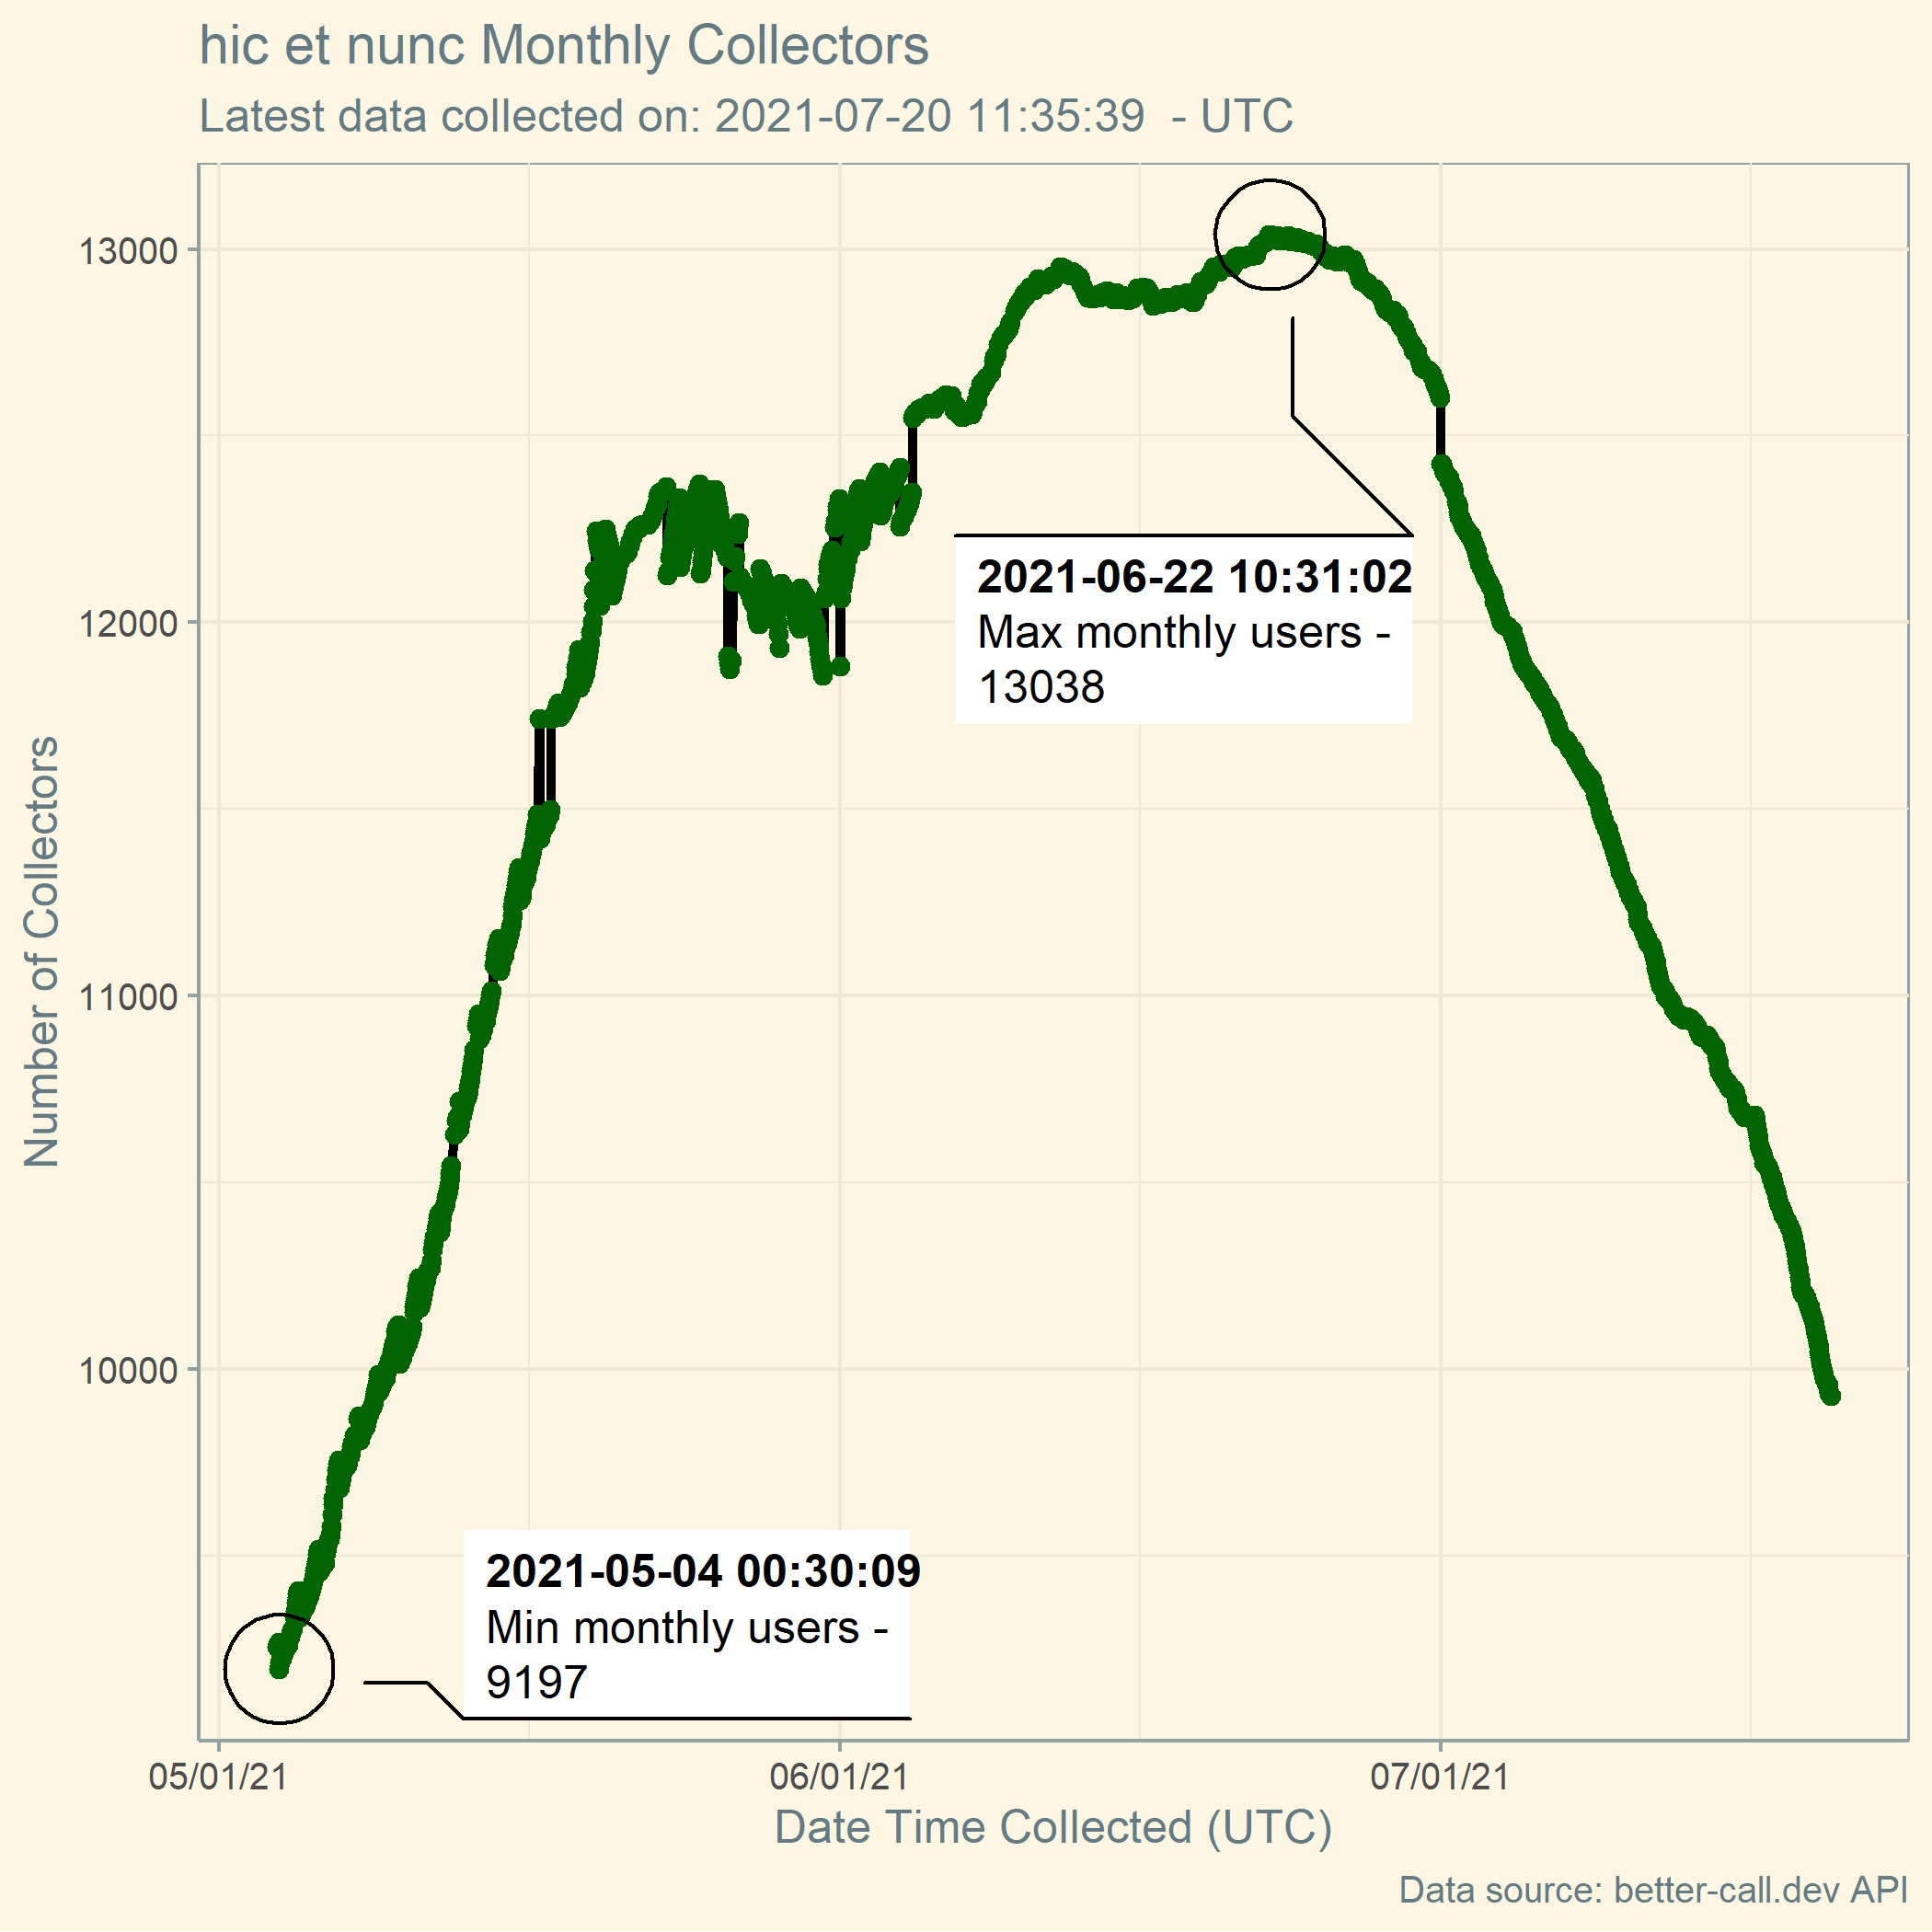 hic et nunc Monthly Collectors
Latest data collected on: 2021-07-20 11:35:39  - UTC
Number of Collectors
13000
12000
11000
10000
2021-06-22 10:31:02
Max monthly users -
13038
2021-05-04 00:30:09
Min monthly users -
9197
05/01/21
06/01/21
07/01/21
Date Time Collected (UTC)
Data source: better-call.dev API